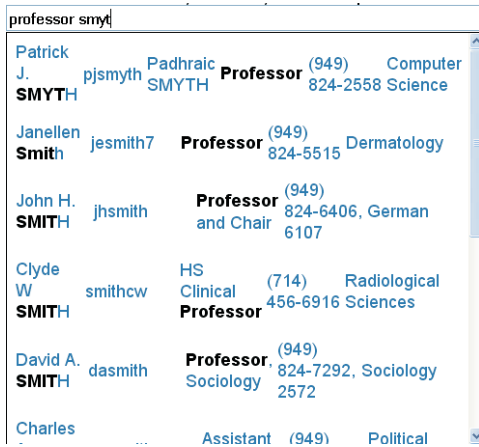 professor smyt
Patrick J. SMYTH pjsmyth Padhraic SMYTH Professor (949) 824-2558 Computer Science
Janellen Smith jesmith7 Professor (949) 824-5515 Dermatology
John H. SMITH jhsmith Professor and Chair (949) 824-6406, 6107 German
Clyde W SMITH smithcw HS Clinical Professor (714) 456-6916 Radiological Sciences
David A. SMITH dasmith Professor, Sociology (949) 824-7292, 2572 Sociology
Charles Assistant (949) Political